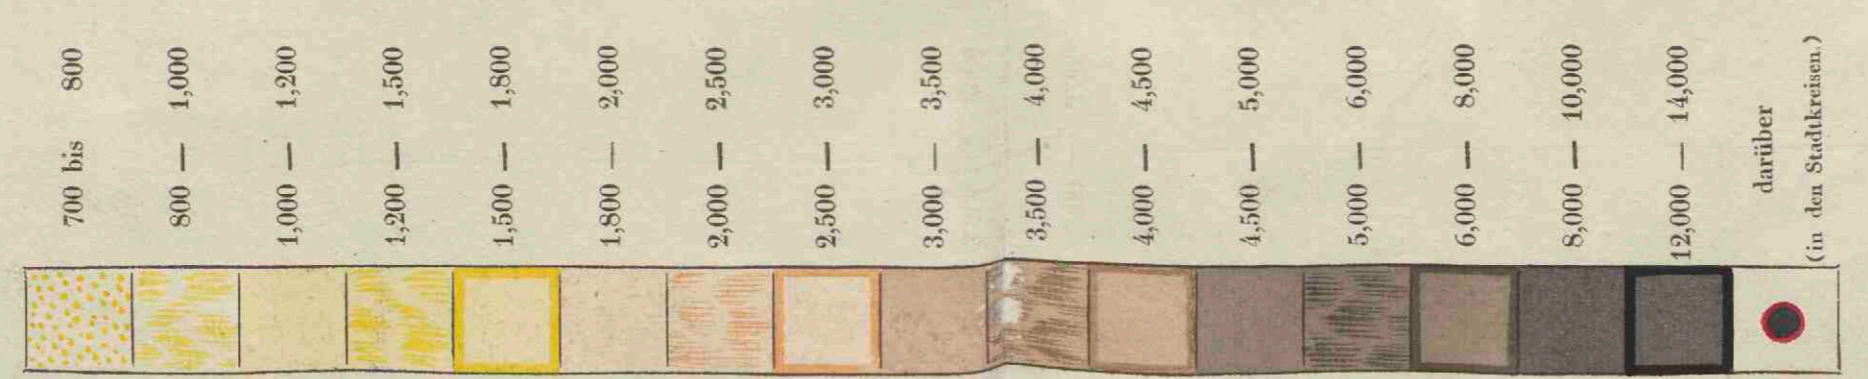 700 bis 800
800 — 1,000
1,000 — 1,200
1,200 — 1,500
1,500 — 1,800
1,800 — 2,000
2,000 — 2,500
2,500 — 3,000
3,000 — 3,500
3,500 — 4,000
4,000 — 4,500
4,500 — 5,000
5,000 — 6,000
6,000 — 8,000
8,000 — 10,000
12,000 — 14,000
darüber
(in den Stadtkreisen.)